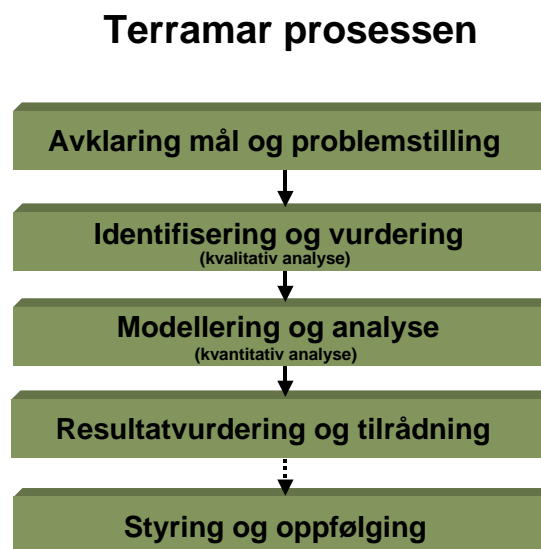 Terramar prosessen
Avklaring mål og problemstilling
Identifisering og vurdering
(kvalitativ analyse)
Modellering og analyse
(kvantitativ analyse)
Resultatvurdering og tilrådning
Styring og oppfølging